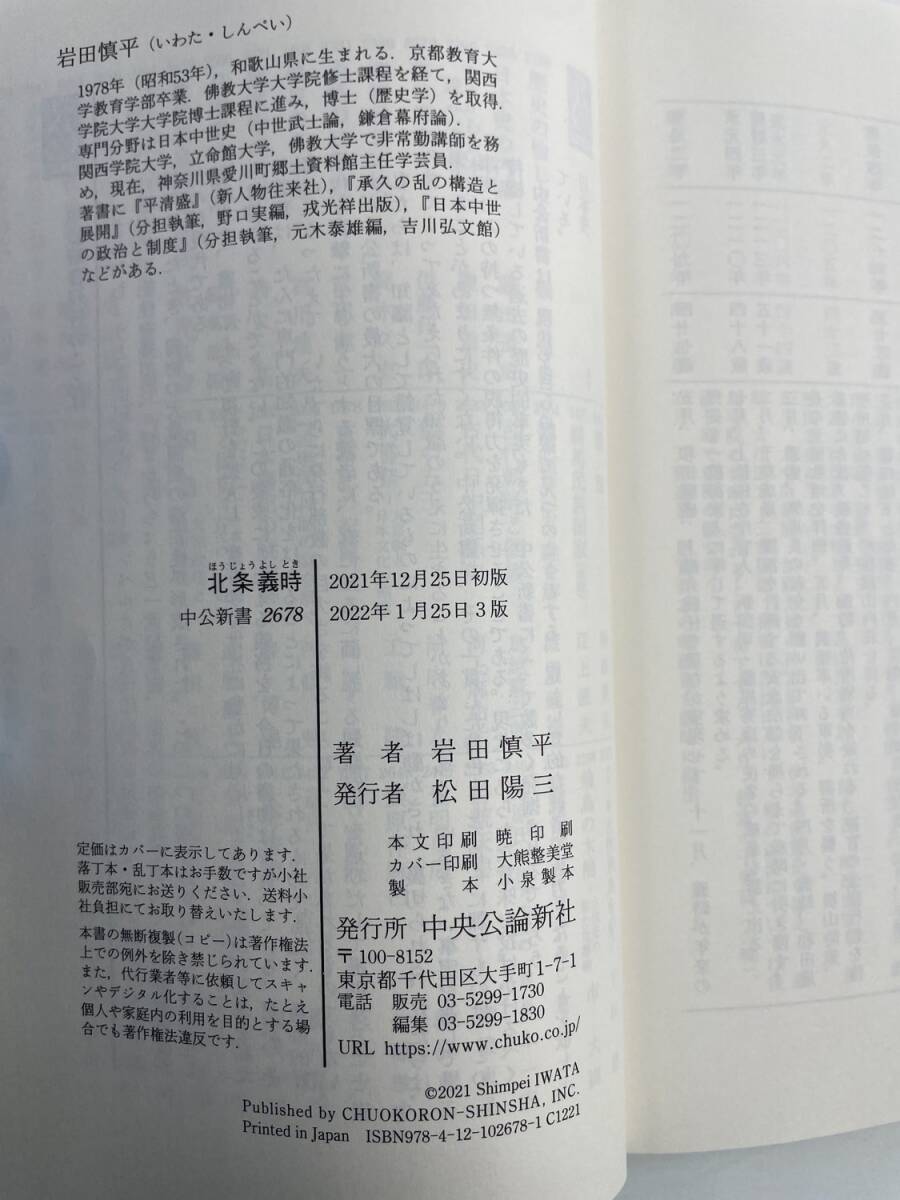 岩田慎平（いわた・しんぺい）
1978年（昭和53年），和歌山県に生まれる．京都教育大
学教育学部卒業．佛教大学大学院修士課程を経て，関西
学院大学大学院博士課程に進み，博士（歴史学）を取得．
専門分野は日本中世史（中世武士論，鎌倉幕府論）．
関西学院大学，立命館大学，佛教大学で非常勤講師を務
め，現在，神奈川県愛川町郷土資料館主任学芸員．
著書に『平清盛』（新人物往来社），『承久の乱の構造と
展開』（分担執筆，野口実編，戎光祥出版），『日本中世
の政治と制度』（分担執筆，元木泰雄編，吉川弘文館）
などがある．
ほうじょうよしとき
北条義時
中公新書 2678
2021年12月25日初版
2022年1月25日3版
著者 岩田慎平
発行者 松田陽三
本文印刷 暁印刷
カバー印刷 大熊整美堂
製本 小泉製本
発行所 中央公論新社
〒100-8152
東京都千代田区大手町1-7-1
電話 販売 03-5299-1730
編集 03-5299-1830
URL https://www.chuko.co.jp/
定価はカバーに表示してあります．
落丁本・乱丁本はお手数ですが小社
販売部宛にお送りください．送料小
社負担にてお取り替えいたします．
本書の無断複製（コピー）は著作権法
上での例外を除き禁じられています．
また，代行業者等に依頼してスキャ
ンやデジタル化することは，たとえ
個人や家庭内の利用を目的とする場
合でも著作権法違反です．
©2021 Shimpei IWATA
Published by CHUOKORON-SHINSHA, INC.
Printed in Japan ISBN978-4-12-102678-1 C1221